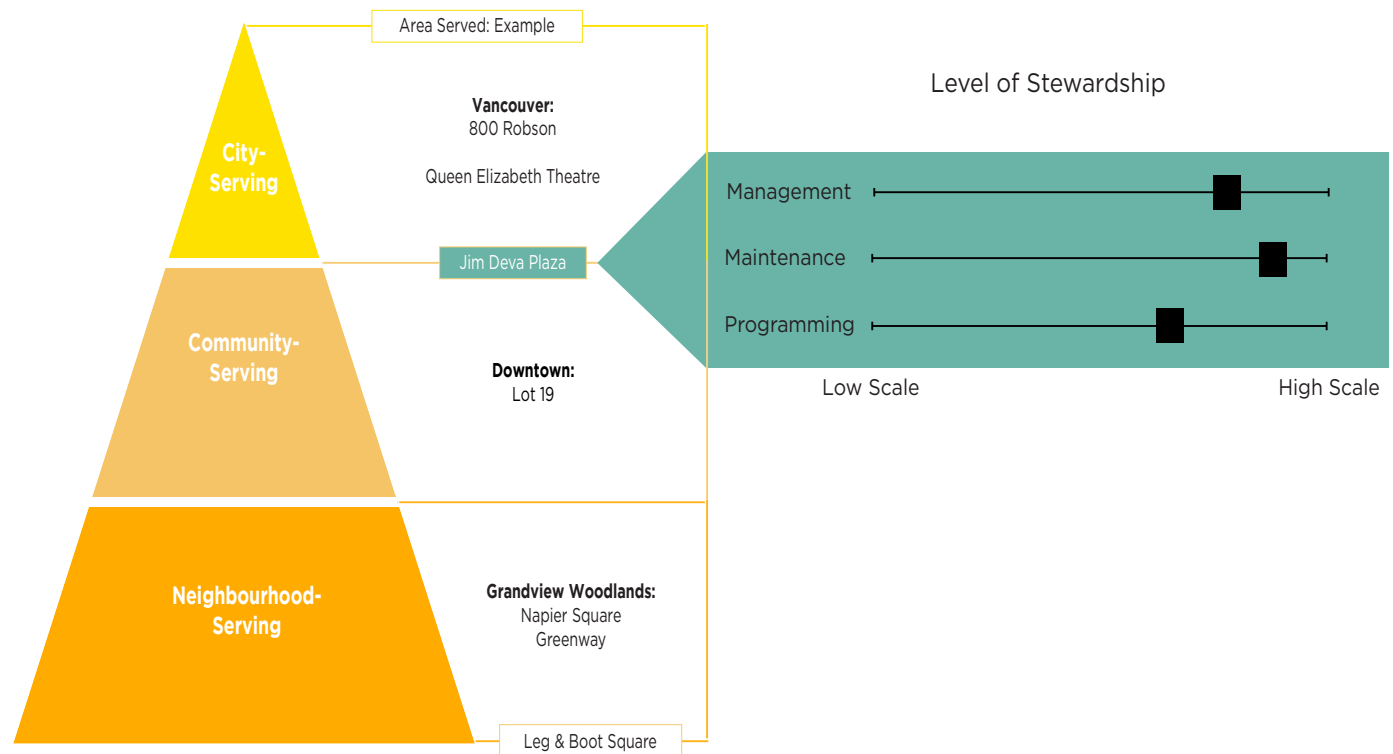 Area Served: Example
Level of Stewardship
City-
Serving
Vancouver:
800 Robson
Queen Elizabeth Theatre
Jim Deva Plaza
Management
Maintenance
Programming
Low Scale
High Scale
Community-
Serving
Downtown:
Lot 19
Neighbourhood-
Serving
Grandview Woodlands:
Napier Square
Greenway
Leg & Boot Square